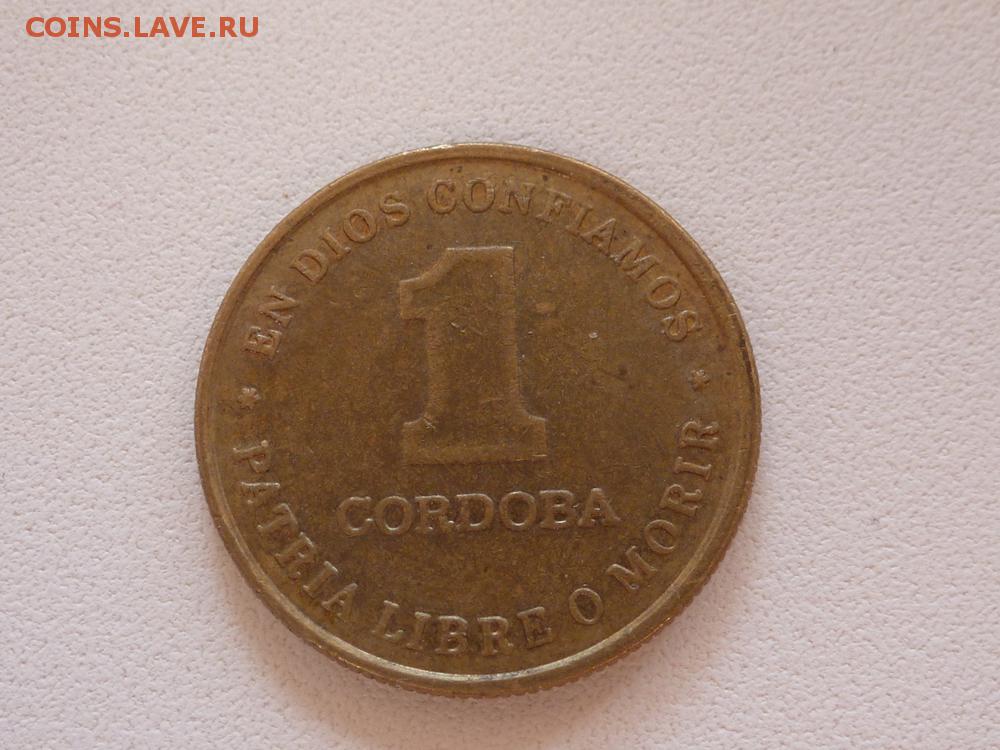 COINS.LAVE.RU
EN DIOS CONFIAMOS
1
CORDOBA
PATRIA LIBRE O MORIR